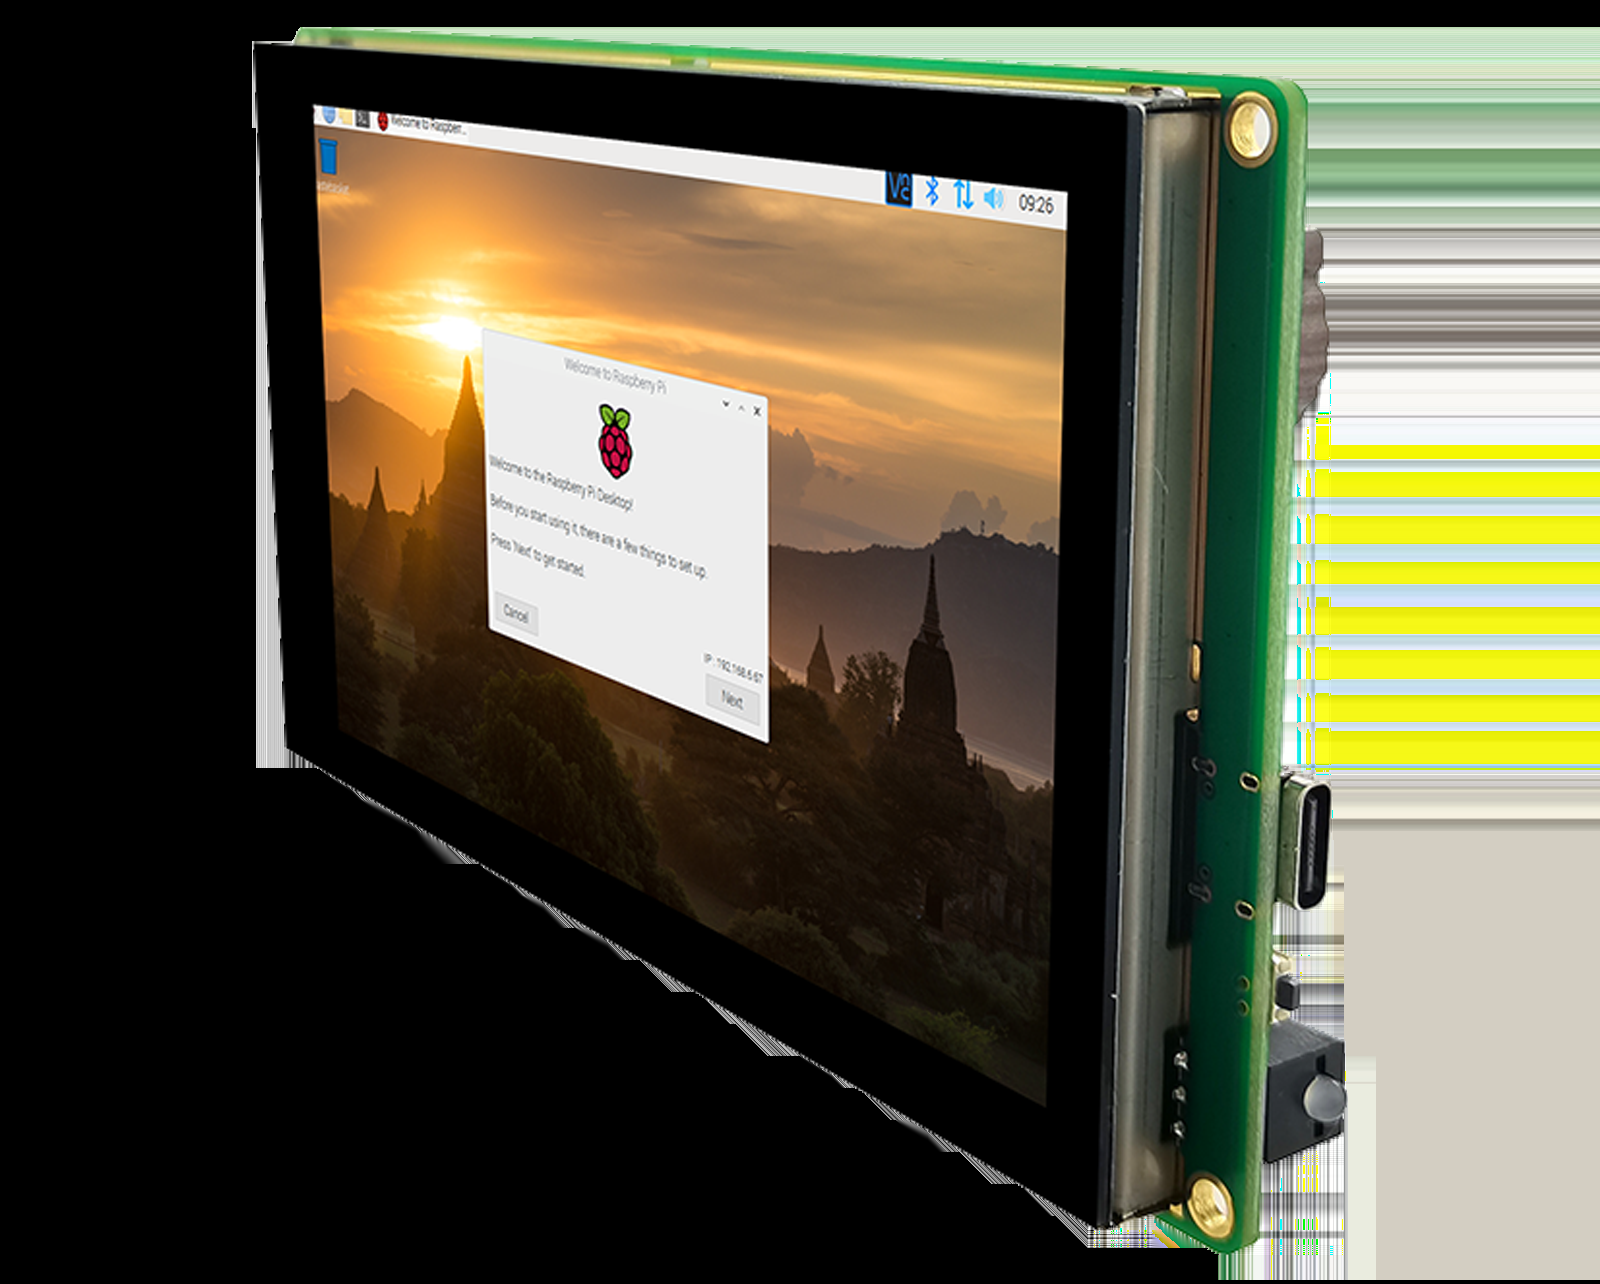 Welcome to Raspberr...
VNC
09:26
Welcome to Raspberry Pi
Welcome to the Raspberry Pi Desktop!
Before you start using it, there are a few things to set up.
Press 'Next' to get started.
Cancel
IP : 192.168.6.67
Next